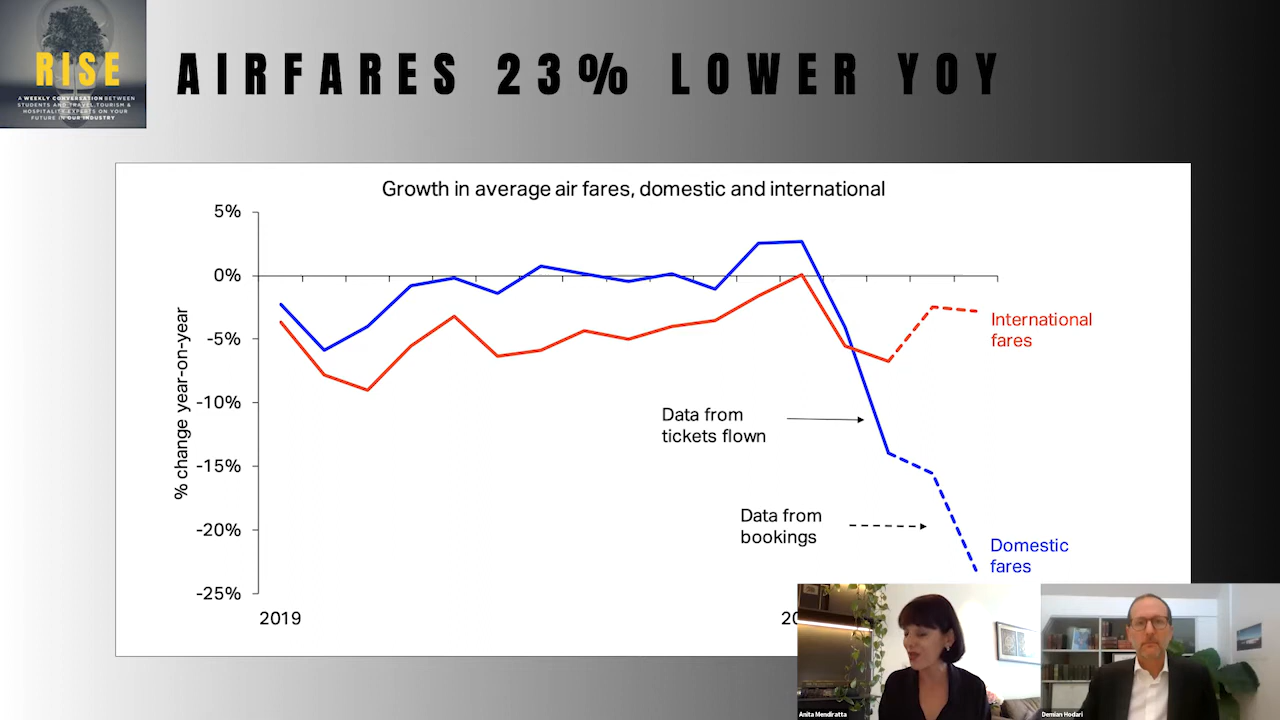 RISE
A WEEKLY CONVERSATION BETWEEN
STUDENTS AND TRAVEL, TOURISM &
HOSPITALITY EXPERTS ON YOUR
FUTURE IN OUR INDUSTRY
AIRFARES 23% LOWER YOY
Growth in average air fares, domestic and international
% change year-on-year
5%
0%
-5%
-10%
-15%
-20%
-25%
International
fares
Data from
tickets flown
Data from
bookings
Domestic
fares
2019
20
Anita Mendiratta
Demian Hodari